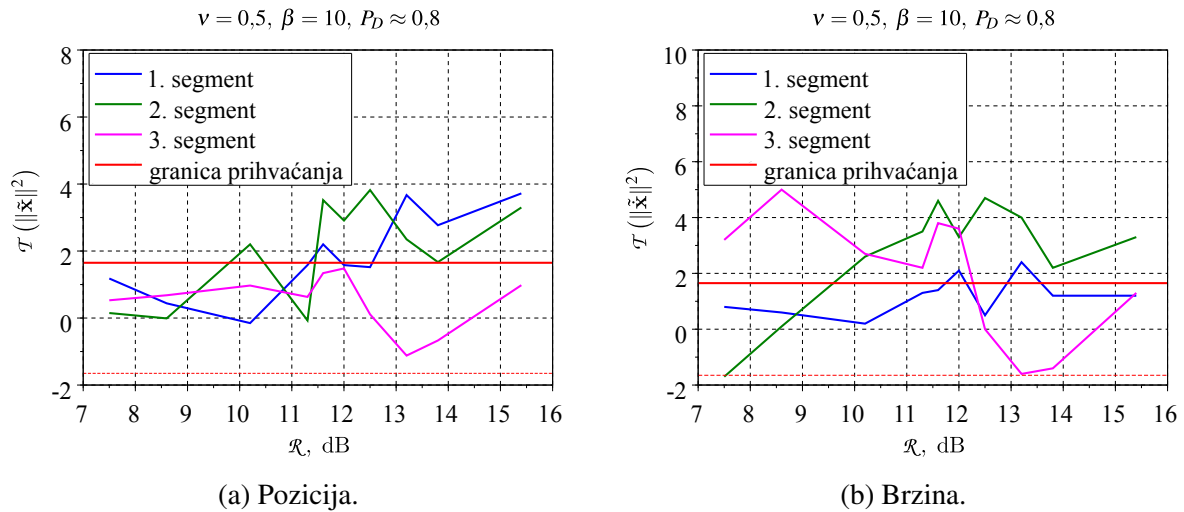 ν = 0,5, β = 10, P_D ≈ 0,8
8
6
4
2
0
-2
7 8 9 10 11 12 13 14 15 16
𝒯 (||x̃||²)
ℛ, dB
1. segment
2. segment
3. segment
granica prihvaćanja
(a) Pozicija.
ν = 0,5, β = 10, P_D ≈ 0,8
10
8
6
4
2
0
-2
7 8 9 10 11 12 13 14 15 16
𝒯 (||x̃||²)
ℛ, dB
1. segment
2. segment
3. segment
granica prihvaćanja
(b) Brzina.